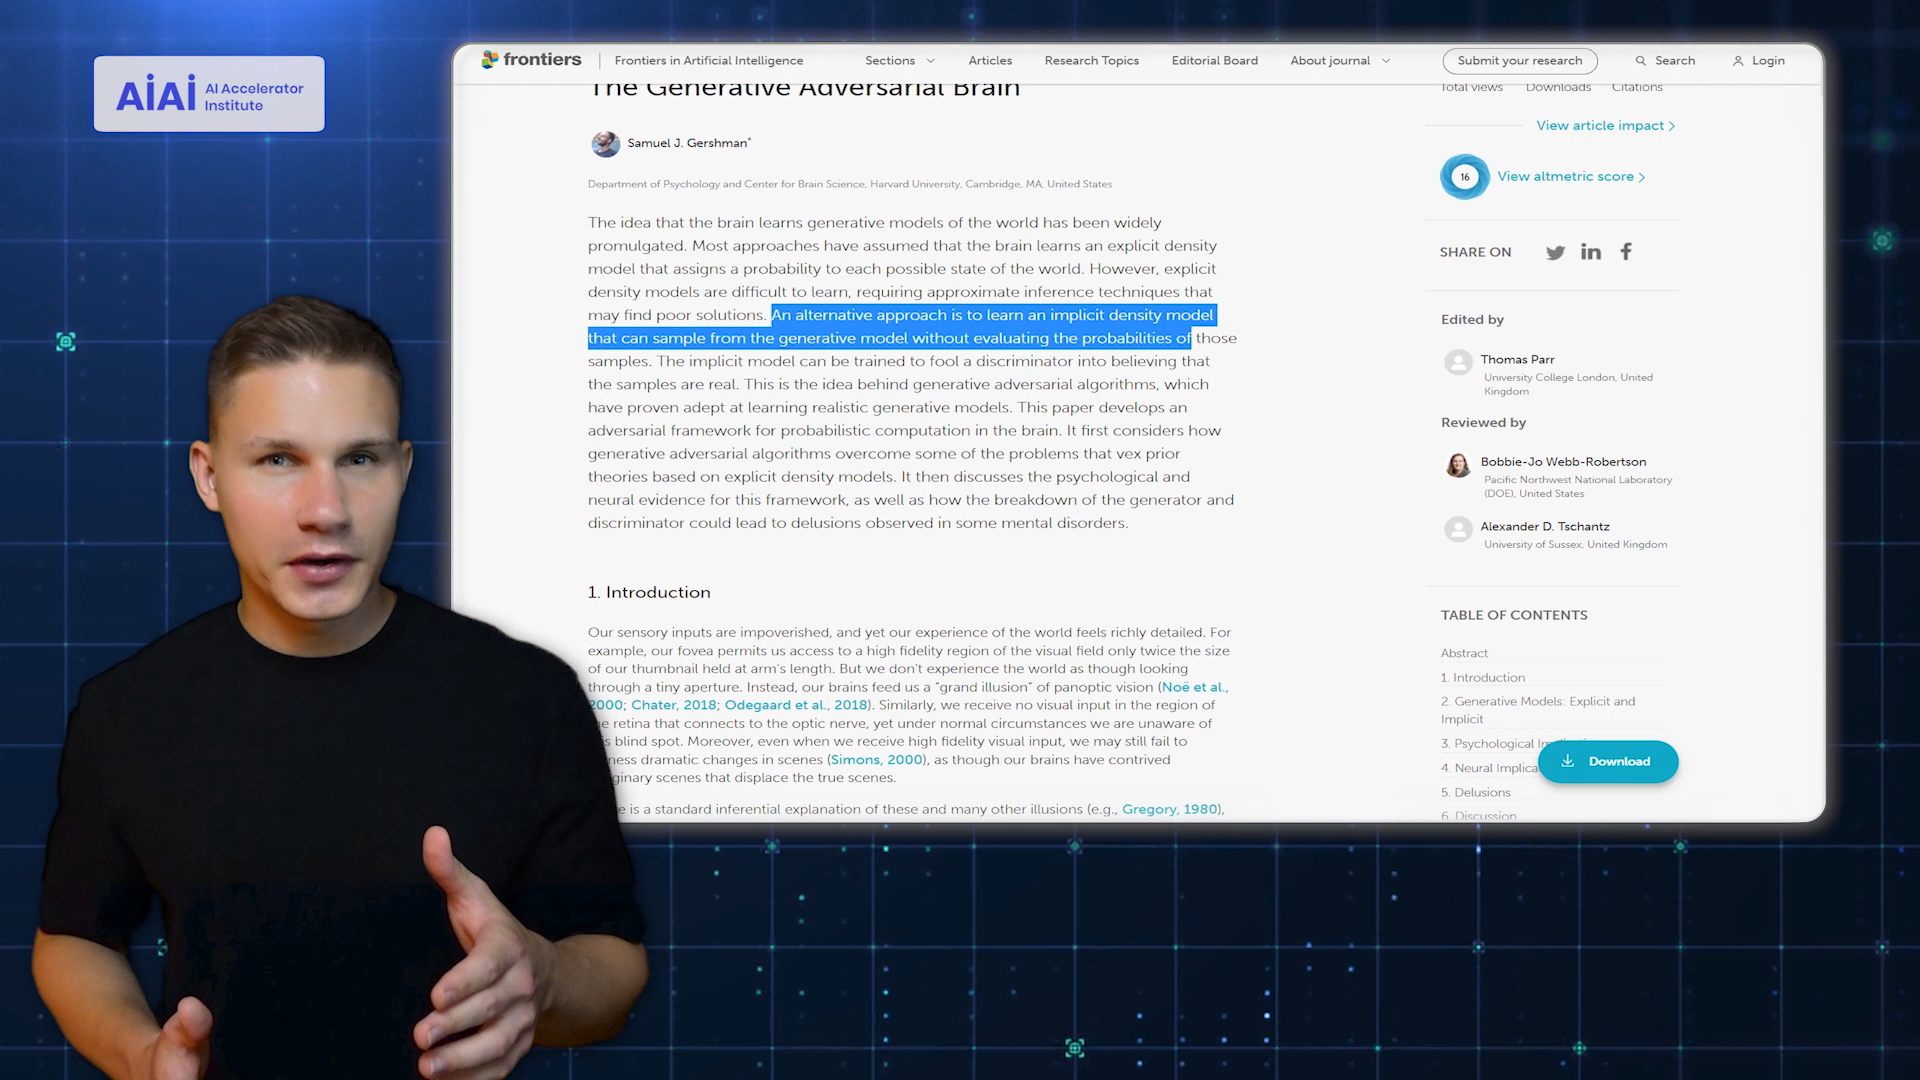 AiAi AI Accelerator
Institute
frontiers
Frontiers in Artificial Intelligence
Sections
Articles
Research Topics
Editorial Board
About journal
Submit your research
Search
Login
The Generative Adversarial Brain
Samuel J. Gershman*
Department of Psychology and Center for Brain Science, Harvard University, Cambridge, MA, United States
The idea that the brain learns generative models of the world has been widely
promulgated. Most approaches have assumed that the brain learns an explicit density
model that assigns a probability to each possible state of the world. However, explicit
density models are difficult to learn, requiring approximate inference techniques that
may find poor solutions. An alternative approach is to learn an implicit density model
that can sample from the generative model without evaluating the probabilities of those
samples. The implicit model can be trained to fool a discriminator into believing that
the samples are real. This is the idea behind generative adversarial algorithms, which
have proven adept at learning realistic generative models. This paper develops an
adversarial framework for probabilistic computation in the brain. It first considers how
generative adversarial algorithms overcome some of the problems that vex prior
theories based on explicit density models. It then discusses the psychological and
neural evidence for this framework, as well as how the breakdown of the generator and
discriminator could lead to delusions observed in some mental disorders.
1. Introduction
Our sensory inputs are impoverished, and yet our experience of the world feels richly detailed. For
example, our fovea permits us access to a high fidelity region of the visual field only twice the size
of our thumbnail held at arm's length. But we don't experience the world as though looking
through a tiny aperture. Instead, our brains feed us a "grand illusion" of panoptic vision (Noë et al.,
2000; Chater, 2018; Odegaard et al., 2018). Similarly, we receive no visual input in the region of
retina that connects to the optic nerve, yet under normal circumstances we are unaware of
blind spot. Moreover, even when we receive high fidelity visual input, we may still fail to
ness dramatic changes in scenes (Simons, 2000), as though our brains have contrived
ginary scenes that displace the true scenes.
e is a standard inferential explanation of these and many other illusions (e.g., Gregory, 1980),
Total views
Downloads
Citations
View article impact
16
View altmetric score
SHARE ON
Edited by
Thomas Parr
University College London, United
Kingdom
Reviewed by
Bobbie-Jo Webb-Robertson
Pacific Northwest National Laboratory
(DOE), United States
Alexander D. Tschantz
University of Sussex, United Kingdom
TABLE OF CONTENTS
Abstract
1. Introduction
2. Generative Models: Explicit and
Implicit
3. Psychological
4. Neural Implica
5. Delusions
6. Discussion
Download